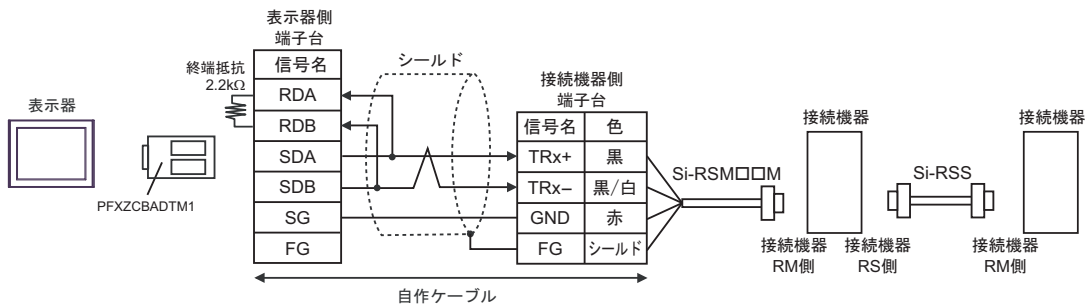 表示器
PFXZCBADTM1
終端抵抗
2.2kΩ
表示器側
端子台
信号名
RDA
RDB
SDA
SDB
SG
FG
シールド
接続機器側
端子台
信号名 色
TRx+ 黒
TRx– 黒/白
GND 赤
FG シールド
自作ケーブル
Si-RSM□□M
接続機器
接続機器
RM側
接続機器
RS側
Si-RSS
接続機器
接続機器
RM側